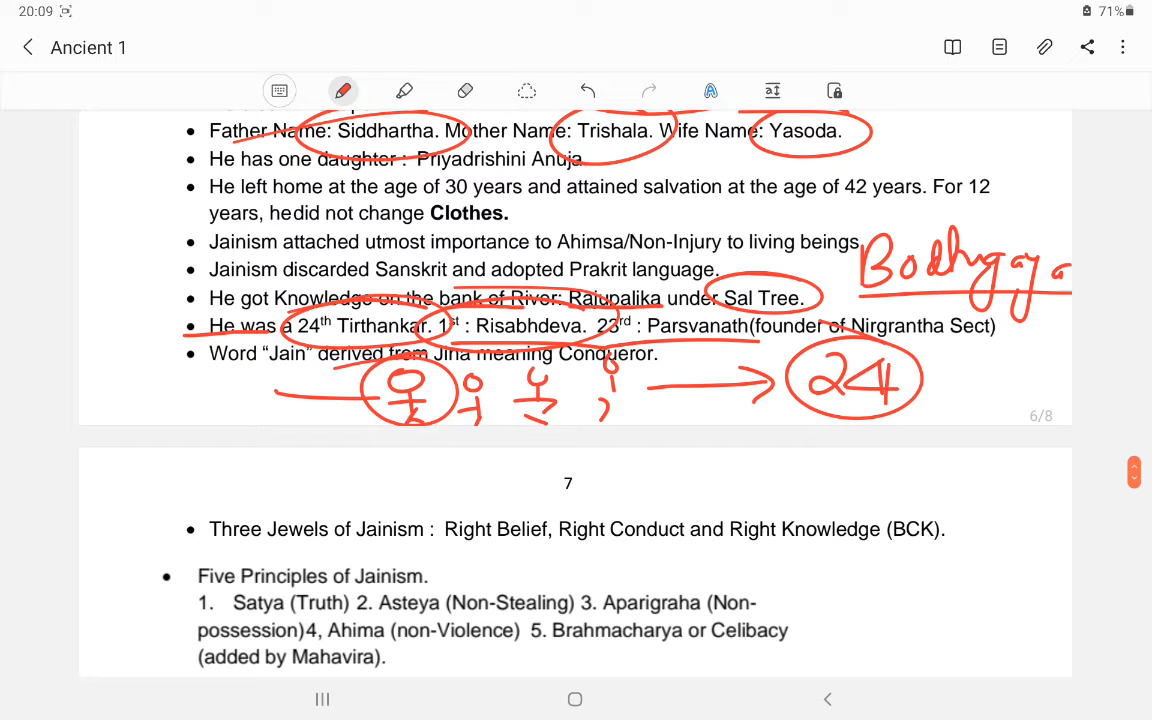 20:09 71%
Ancient 1
Father Name: Siddhartha. Mother Name: Trishala. Wife Name: Yasoda.
He has one daughter : Priyadrishini Anuja
He left home at the age of 30 years and attained salvation at the age of 42 years. For 12
years, he did not change Clothes.
Jainism attached utmost importance to Ahimsa/Non-Injury to living beings
Bodhgaya
Jainism discarded Sanskrit and adopted Prakrit language.
He got Knowledge on the bank of River: Rajupalika under Sal Tree.
He was a 24th Tirthankar. 1st : Risabhdeva. 23rd : Parsvanath(founder of Nirgrantha Sect)
Word “Jain” derived from Jina meaning Conqueror.
24
6/8
7
Three Jewels of Jainism : Right Belief, Right Conduct and Right Knowledge (BCK).
Five Principles of Jainism.
1. Satya (Truth) 2. Asteya (Non-Stealing) 3. Aparigraha (Non-
possession)4, Ahima (non-Violence) 5. Brahmacharya or Celibacy
(added by Mahavira).